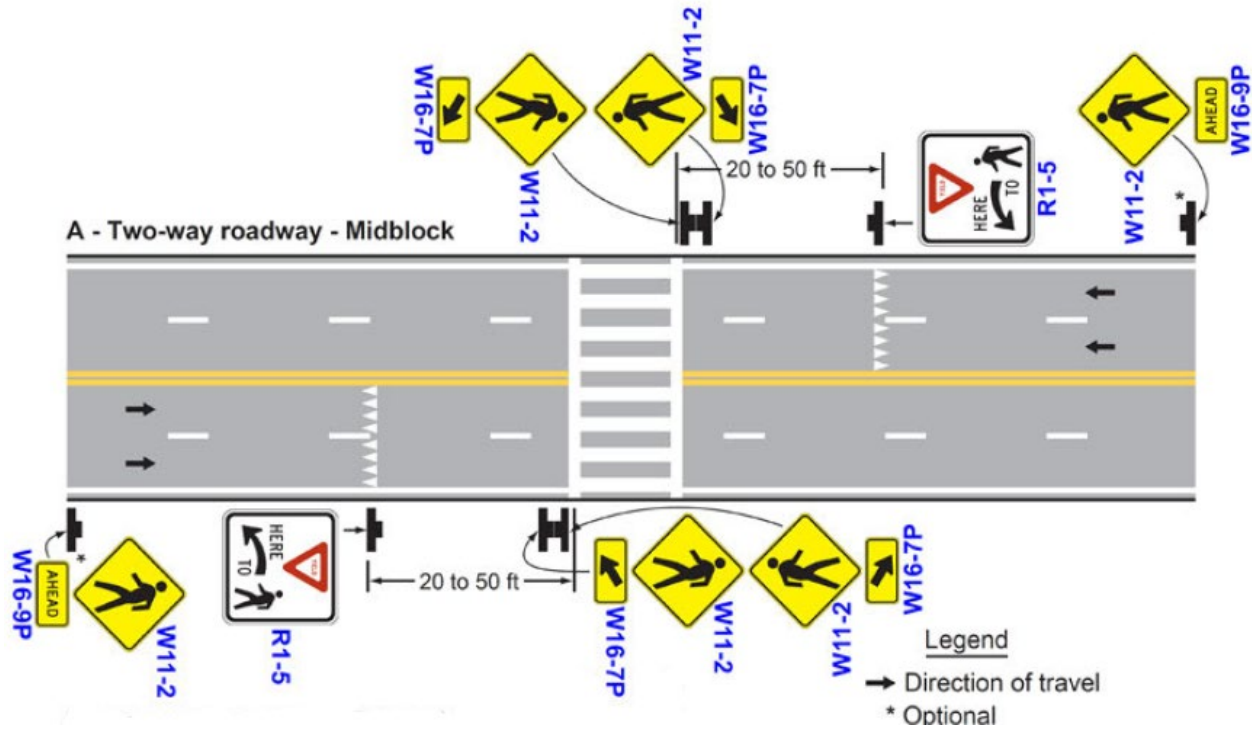 W16-7P
W11-2
W11-2
W16-7P
20 to 50 ft
YIELD
HERE
TO
R1-5
W11-2
AHEAD
W16-9P
A - Two-way roadway - Midblock
*
W16-9P
AHEAD
*
W11-2
YIELD
HERE
TO
R1-5
20 to 50 ft
W16-7P
W11-2
W11-2
W16-7P
Legend
Direction of travel
* Optional